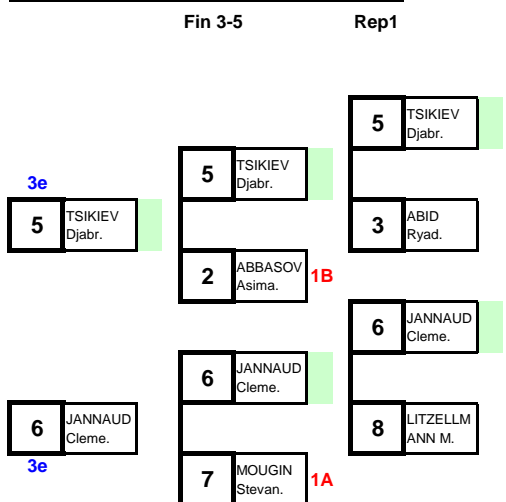 Fin 3-5 Rep1
5 TSIKIEV
Djabr.
5 TSIKIEV
Djabr.
3e
5 TSIKIEV
Djabr.
3 ABID
Ryad.
2 ABBASOV
Asima. 1B
6 JANNAUD
Cleme.
6 JANNAUD
Cleme.
6 JANNAUD
Cleme.
3e
8 LITZELLM
ANN M.
7 MOUGIN
Stevan. 1A